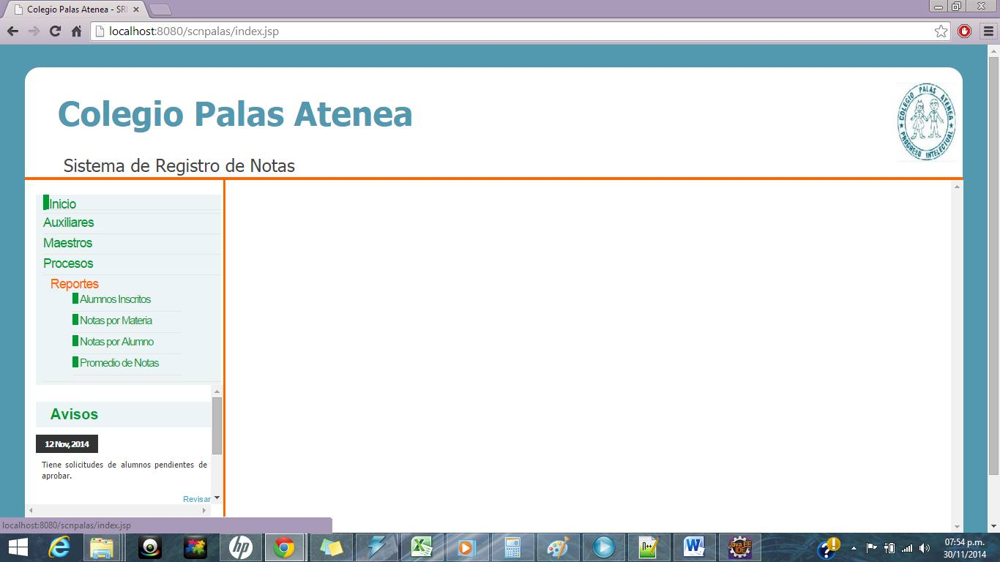 Colegio Palas Atenea - SR
localhost:8080/scnpalas/index.jsp
Colegio Palas Atenea
COLEGIO PALAS ATENEA
PROGRESO INTELECTUAL
Sistema de Registro de Notas
Inicio
Auxiliares
Maestros
Procesos
Reportes
Alumnos Inscritos
Notas por Materia
Notas por Alumno
Promedio de Notas
Avisos
12 Nov, 2014
Tiene solicitudes de alumnos pendientes de
aprobar.
Revisar
localhost:8080/scnpalas/index.jsp
hp
Java EE
IDE
07:54 p.m.
30/11/2014